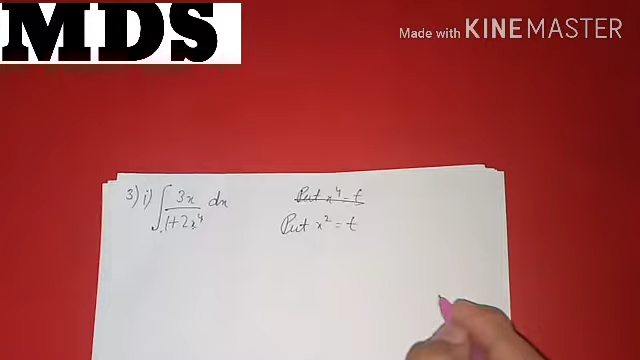 MDS
Made with KINEMASTER
3) i) ∫ 3x / 1+2x⁴ dx
Put x⁴ = t
Put x² = t